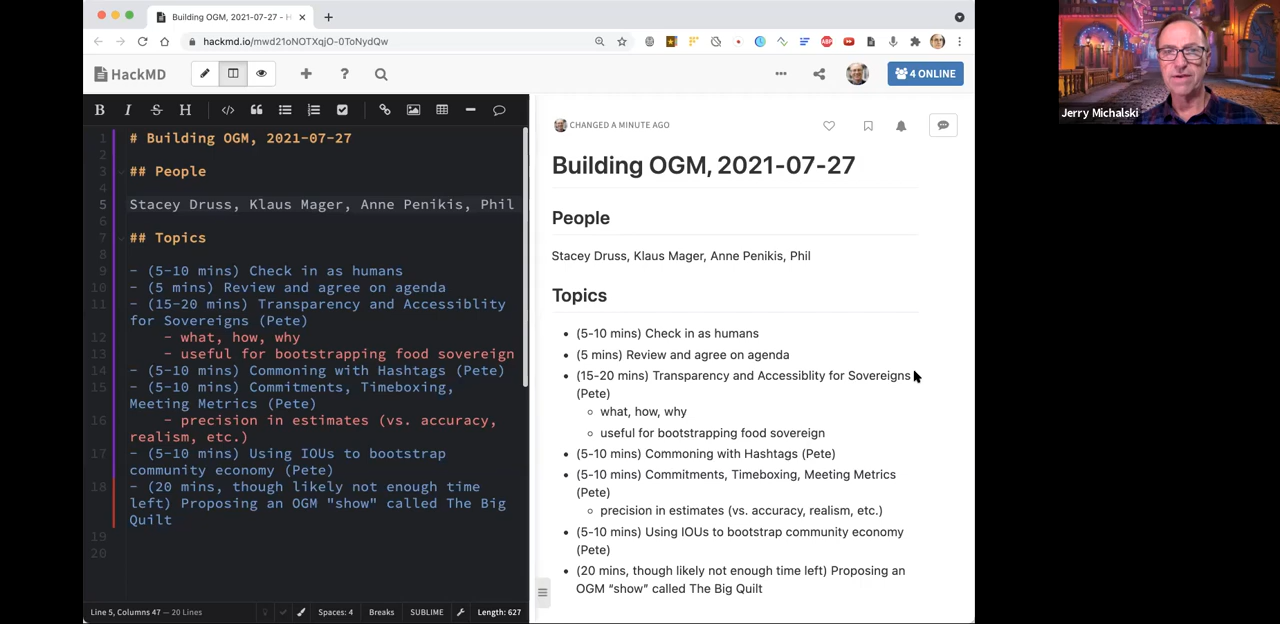 Building OGM, 2021-07-27 - H
hackmd.io/mwd21oNOTXqjO-0ToNydQw
ABP
HackMD
4 ONLINE
B I S H
1 # Building OGM, 2021-07-27
2
3 ## People
4
5 Stacey Druss, Klaus Mager, Anne Penikis, Phil
6
7 ## Topics
8
9 - (5-10 mins) Check in as humans
10 - (5 mins) Review and agree on agenda
11 - (15-20 mins) Transparency and Accessiblity
for Sovereigns (Pete)
12 - what, how, why
13 - useful for bootstrapping food sovereign
14 - (5-10 mins) Commoning with Hashtags (Pete)
15 - (5-10 mins) Commitments, Timeboxing,
Meeting Metrics (Pete)
16 - precision in estimates (vs. accuracy,
realism, etc.)
17 - (5-10 mins) Using IOUs to bootstrap
community economy (Pete)
18 - (20 mins, though likely not enough time
left) Proposing an OGM "show" called The Big
Quilt
19
20
Line 5, Columns 47 — 20 Lines
Spaces: 4
Breaks
SUBLIME
Length: 627
CHANGED A MINUTE AGO
Building OGM, 2021-07-27
People
Stacey Druss, Klaus Mager, Anne Penikis, Phil
Topics
• (5-10 mins) Check in as humans
• (5 mins) Review and agree on agenda
• (15-20 mins) Transparency and Accessiblity for Sovereigns
(Pete)
◦ what, how, why
◦ useful for bootstrapping food sovereign
• (5-10 mins) Commoning with Hashtags (Pete)
• (5-10 mins) Commitments, Timeboxing, Meeting Metrics
(Pete)
◦ precision in estimates (vs. accuracy, realism, etc.)
• (5-10 mins) Using IOUs to bootstrap community economy
(Pete)
• (20 mins, though likely not enough time left) Proposing an
OGM “show” called The Big Quilt
Jerry Michalski